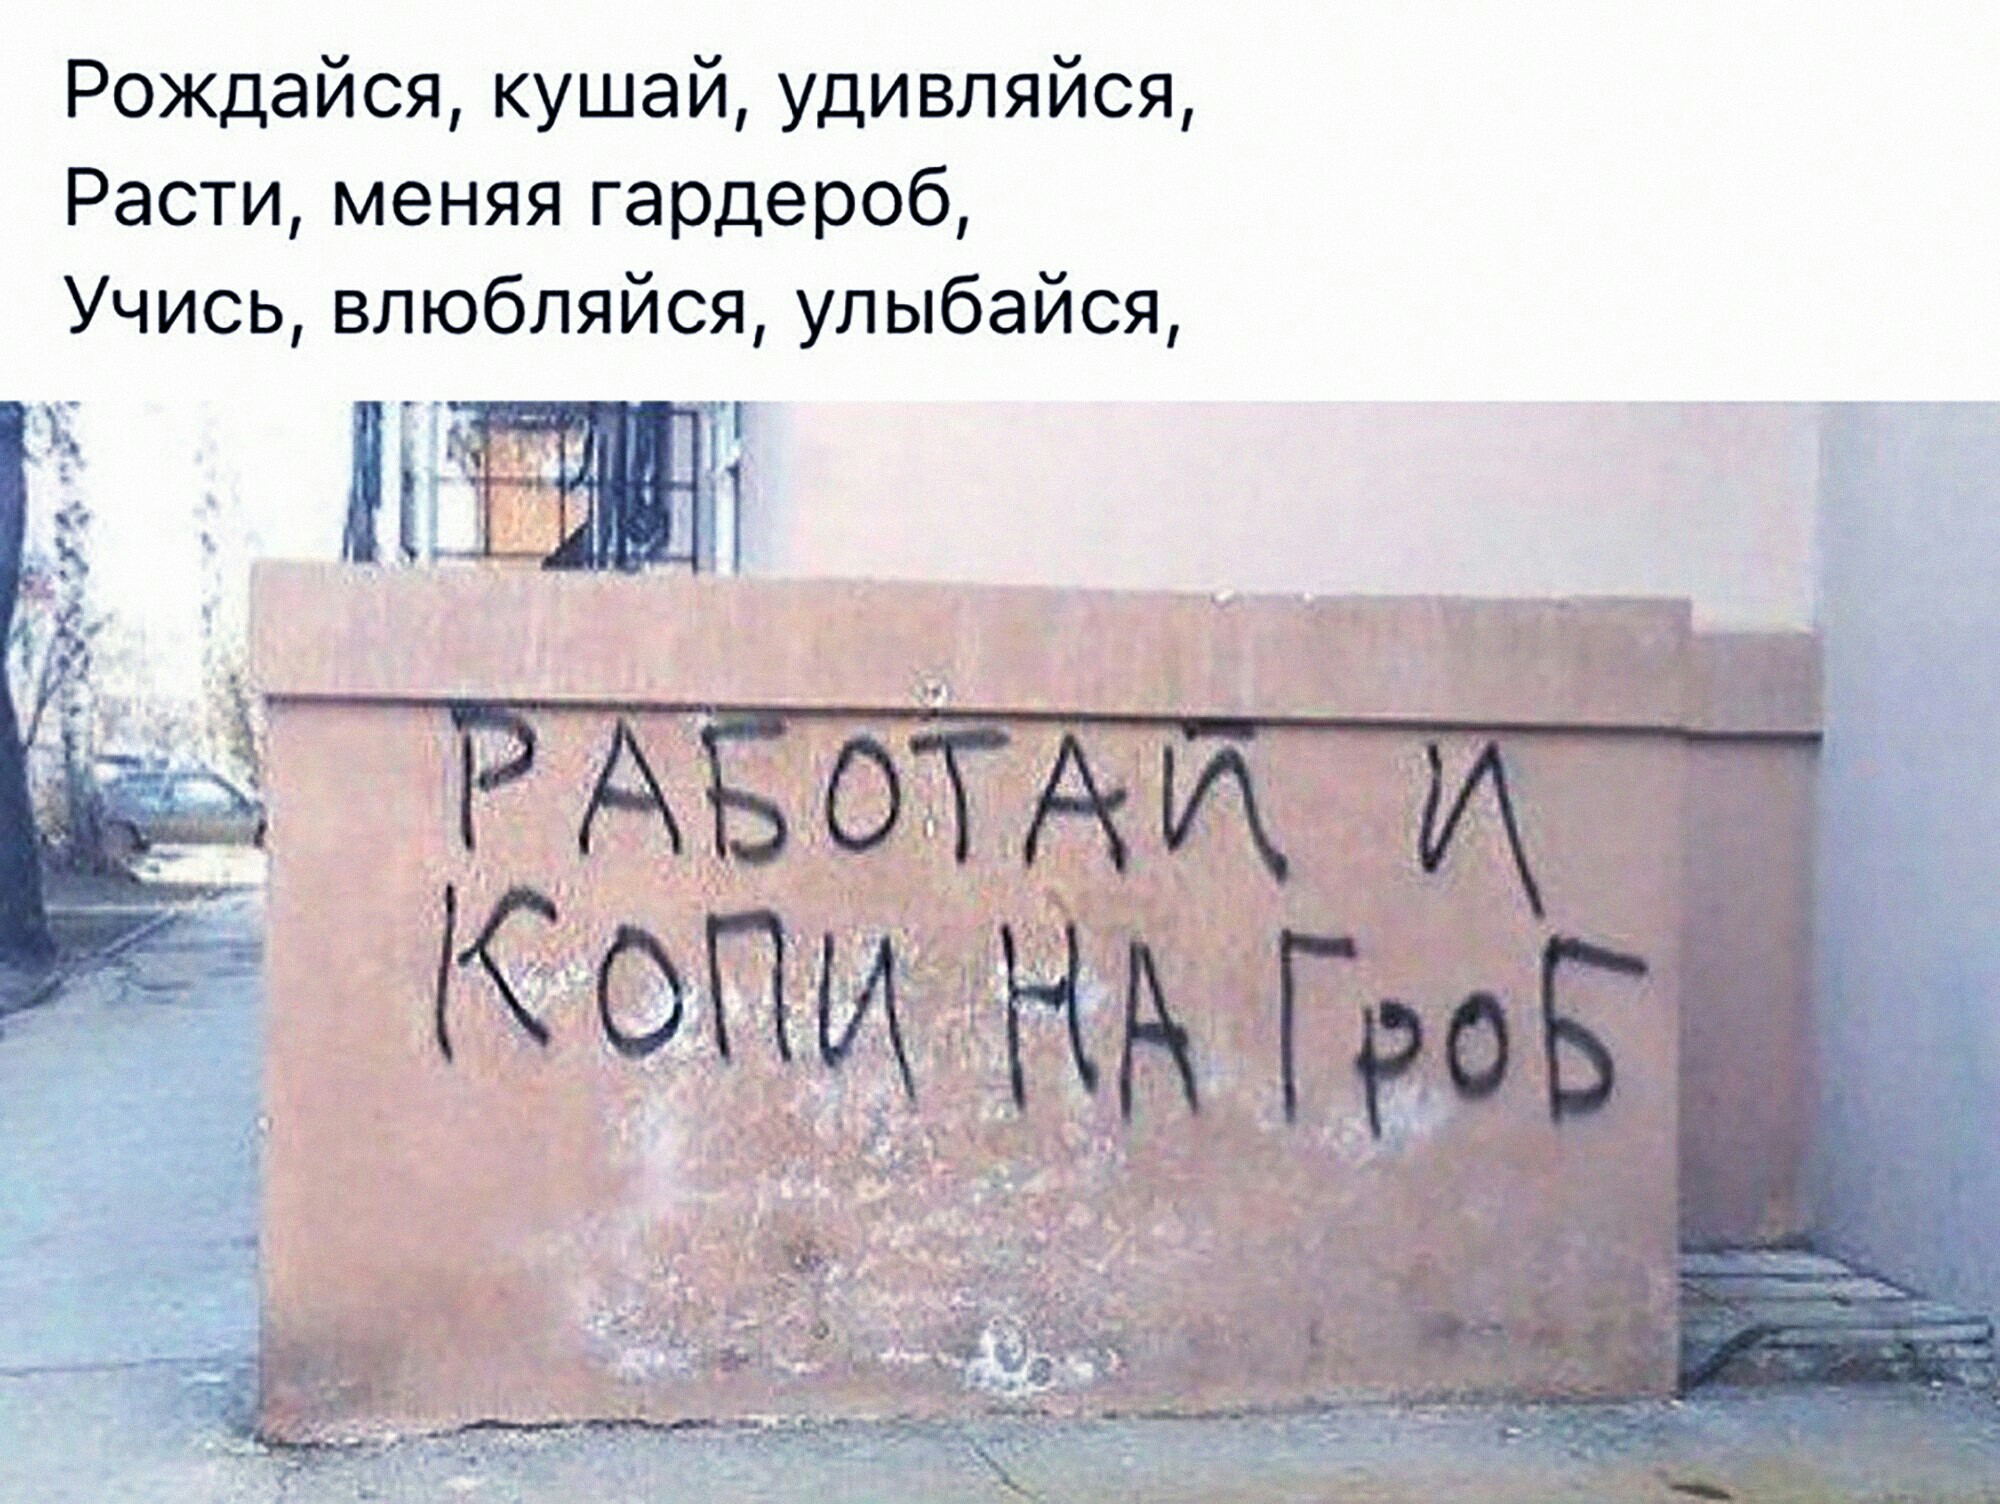 Рождайся, кушай, удивляйся,
Расти, меняя гардероб,
Учись, влюбляйся, улыбайся,
РАБОТАЙ И
КОПИ НА ГРОБ